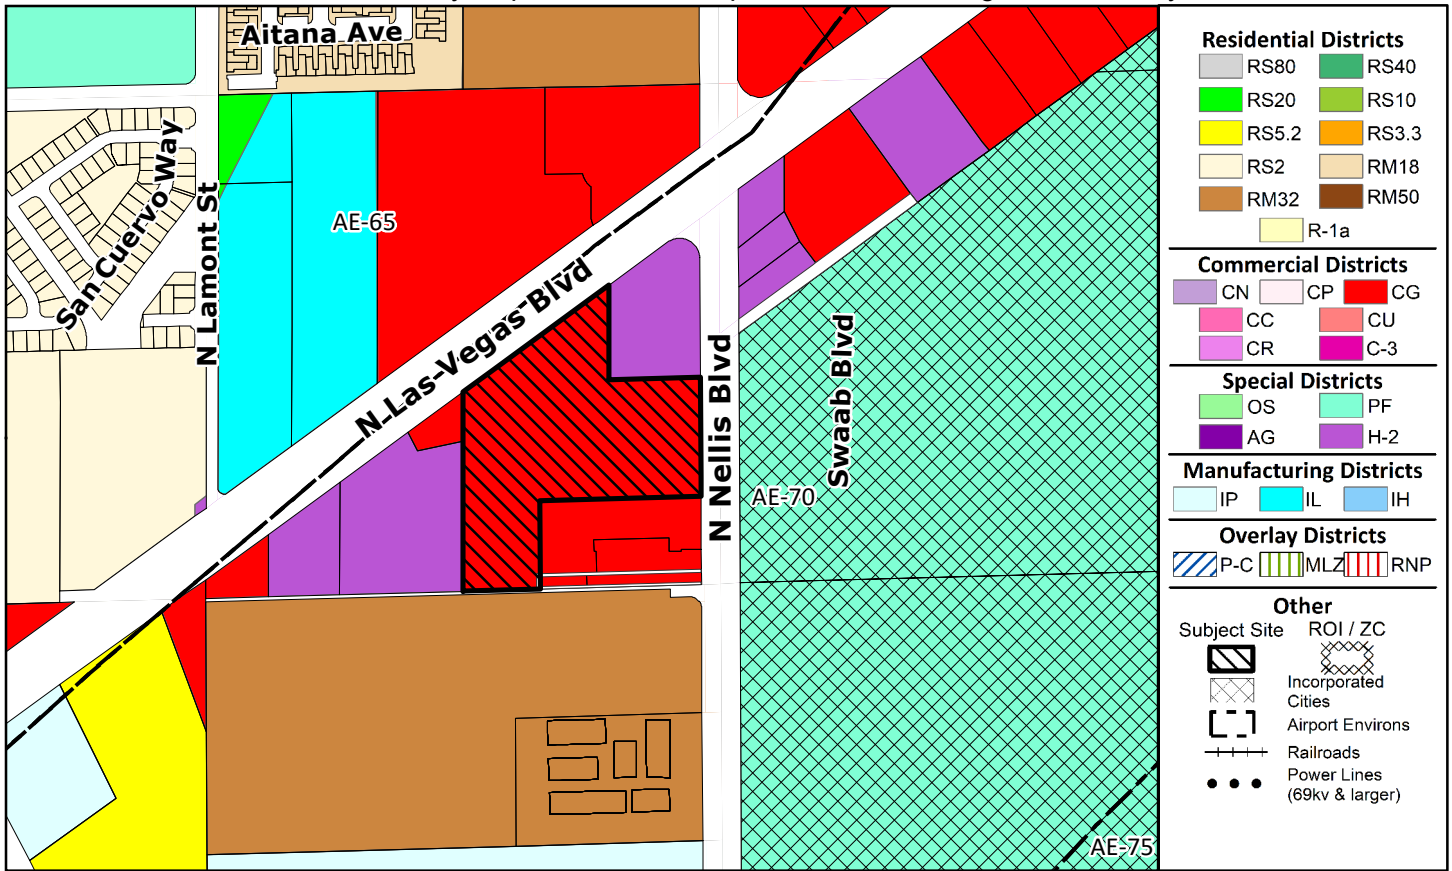 Aitana Ave
San Cuervo Way
N Lamont St
AE-65
N Las Vegas Blvd
N Nellis Blvd
Swaab Blvd
AE-70
AE-75
Residential Districts
RS80
RS40
RS20
RS10
RS5.2
RS3.3
RS2
RM18
RM32
RM50
R-1a
Commercial Districts
CN
CP
CG
CC
CU
CR
C-3
Special Districts
OS
PF
AG
H-2
Manufacturing Districts
IP
IL
IH
Overlay Districts
P-C
MLZ
RNP
Other
Subject Site
ROI / ZC
Incorporated
Cities
Airport Environs
Railroads
Power Lines
(69kv & larger)